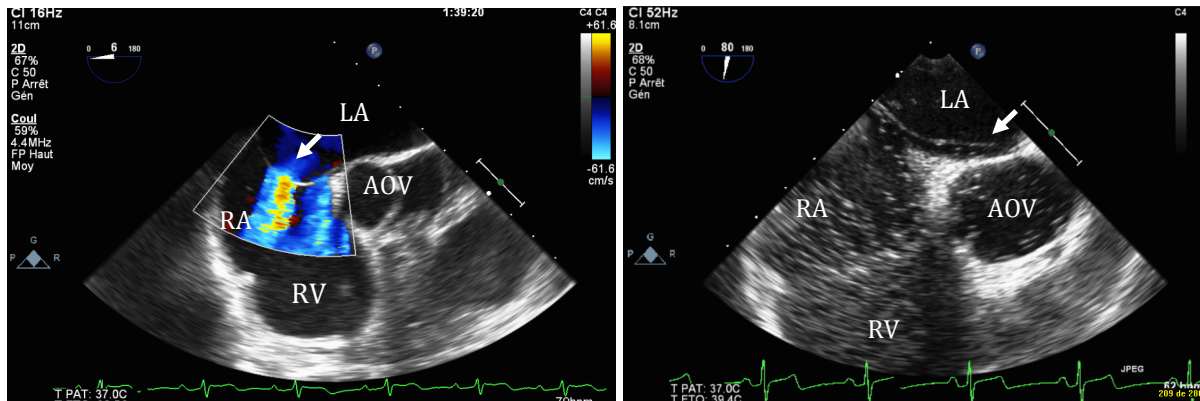 CI 16Hz
11cm
1:39:20
C4 C4
+61.6
2D
67%
C 50
P Arrêt
Gén
0 6 180
P
Coul
59%
4.4MHz
FP Haut
Moy
-61.6
cm/s
LA
AOV
RA
RV
G
P R
T PAT: 37.0C
CI 52Hz
8.1cm
C4
2D
68%
C 50
P Arrêt
Gén
0 80 180
P
LA
RA
AOV
RV
G
P R
JPEG
T PAT: 37.0C
T ETO: 39.4C